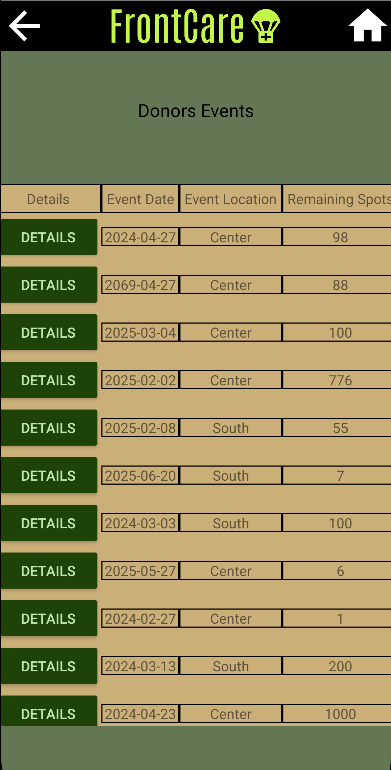 FrontCare
Donors Events
Details Event Date Event Location Remaining Spots
DETAILS 2024-04-27 Center 98
DETAILS 2069-04-27 Center 88
DETAILS 2025-03-04 Center 100
DETAILS 2025-02-02 Center 776
DETAILS 2025-02-08 South 55
DETAILS 2025-06-20 South 7
DETAILS 2024-03-03 South 100
DETAILS 2025-05-27 Center 6
DETAILS 2024-02-27 Center 1
DETAILS 2024-03-13 South 200
DETAILS 2024-04-23 Center 1000